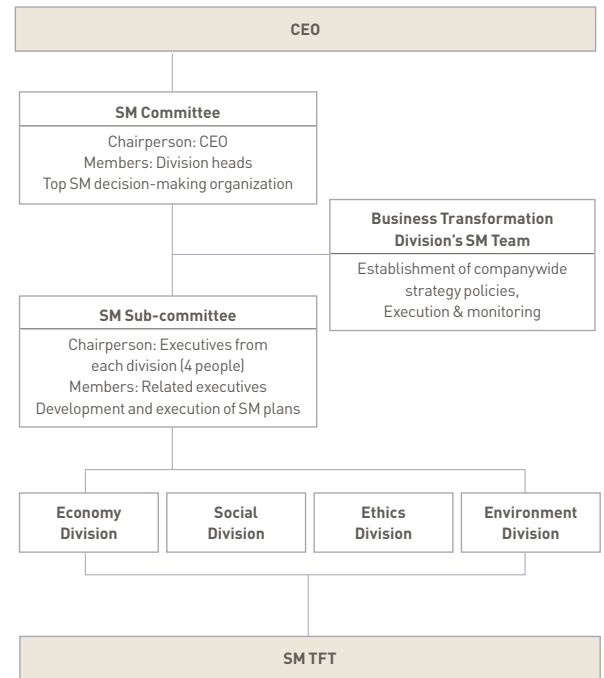 CEO
SM Committee
Chairperson: CEO
Members: Division heads
Top SM decision-making organization
Business Transformation
Division's SM Team
Establishment of companywide
strategy policies,
Execution & monitoring
SM Sub-committee
Chairperson: Executives from
each division (4 people)
Members: Related executives
Development and execution of SM plans
Economy
Division
Social
Division
Ethics
Division
Environment
Division
SM TFT